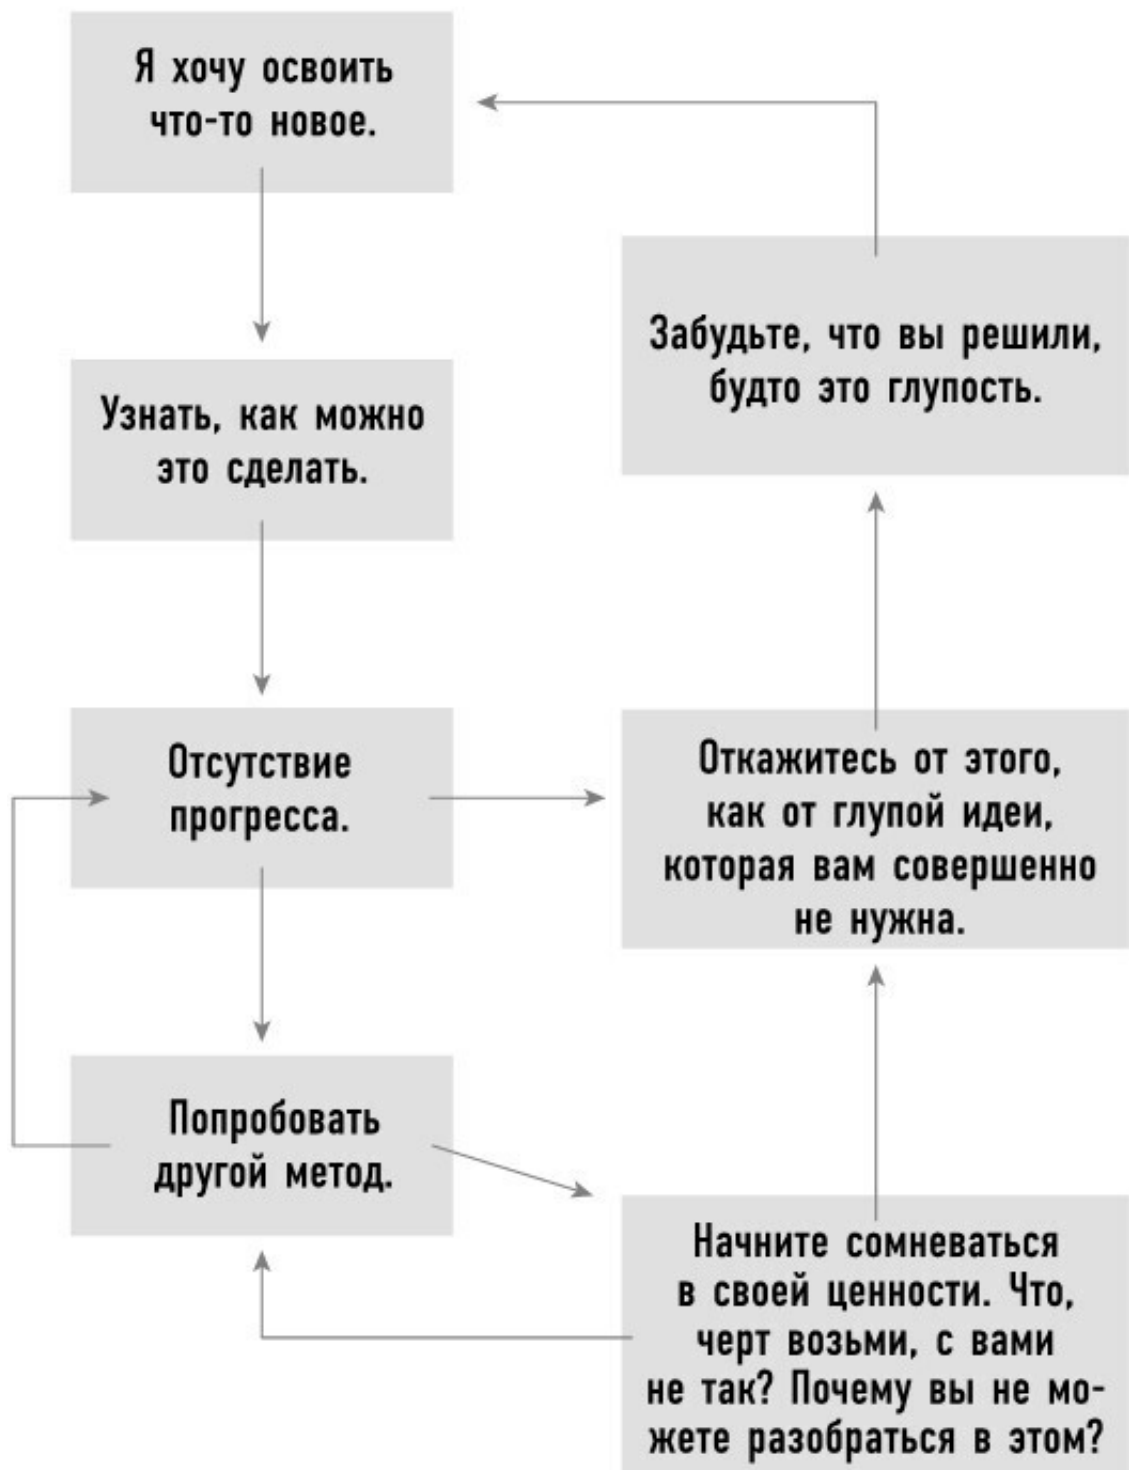 Я хочу освоить
что-то новое.
Забудьте, что вы решили,
будто это глупость.
Узнать, как можно
это сделать.
Отсутствие
прогресса.
Откажитесь от этого,
как от глупой идеи,
которая вам совершенно
не нужна.
Попробовать
другой метод.
Начните сомневаться
в своей ценности. Что,
черт возьми, с вами
не так? Почему вы не мо-
жете разобраться в этом?